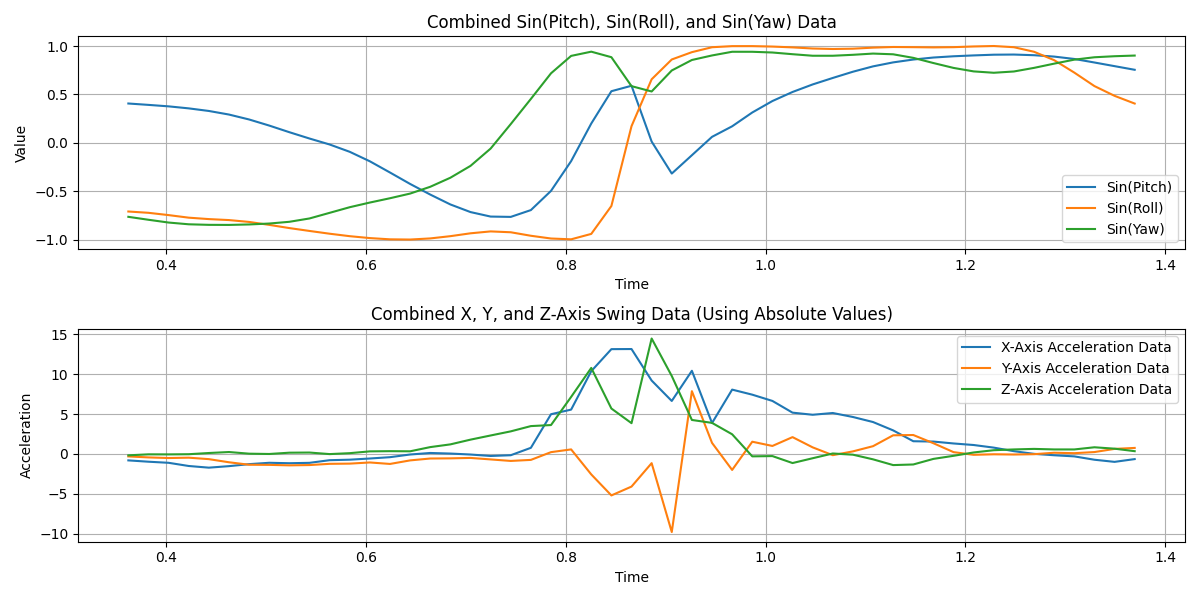 Combined Sin(Pitch), Sin(Roll), and Sin(Yaw) Data
1.0
0.5
0.0
−0.5
−1.0
Value
Sin(Pitch)
Sin(Roll)
Sin(Yaw)
0.4 0.6 0.8 1.0 1.2 1.4
Time
Combined X, Y, and Z-Axis Swing Data (Using Absolute Values)
15
10
5
0
−5
−10
Acceleration
X-Axis Acceleration Data
Y-Axis Acceleration Data
Z-Axis Acceleration Data
0.4 0.6 0.8 1.0 1.2 1.4
Time